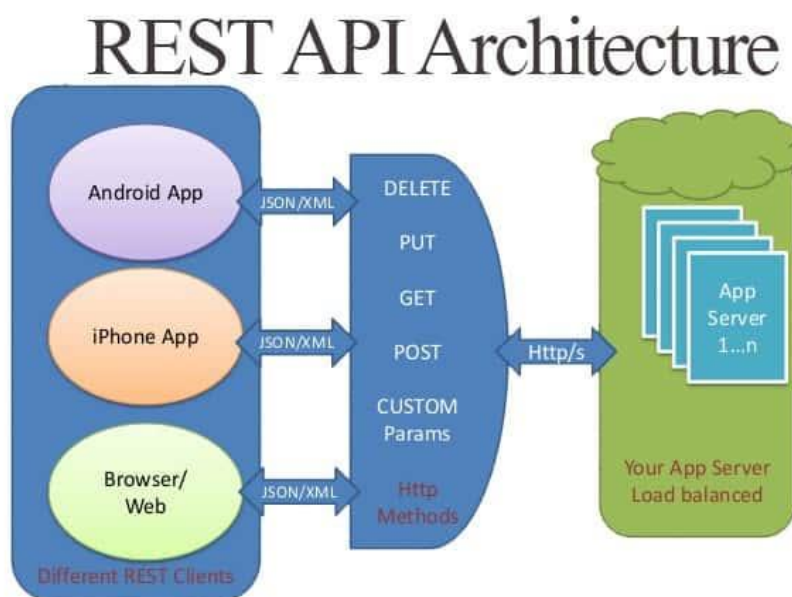 REST API Architecture
Android App
iPhone App
Browser/
Web
Different REST Clients
JSON/XML
JSON/XML
JSON/XML
DELETE
PUT
GET
POST
CUSTOM
Params
Http
Methods
Http/s
App
Server
1...n
Your App Server
Load balanced